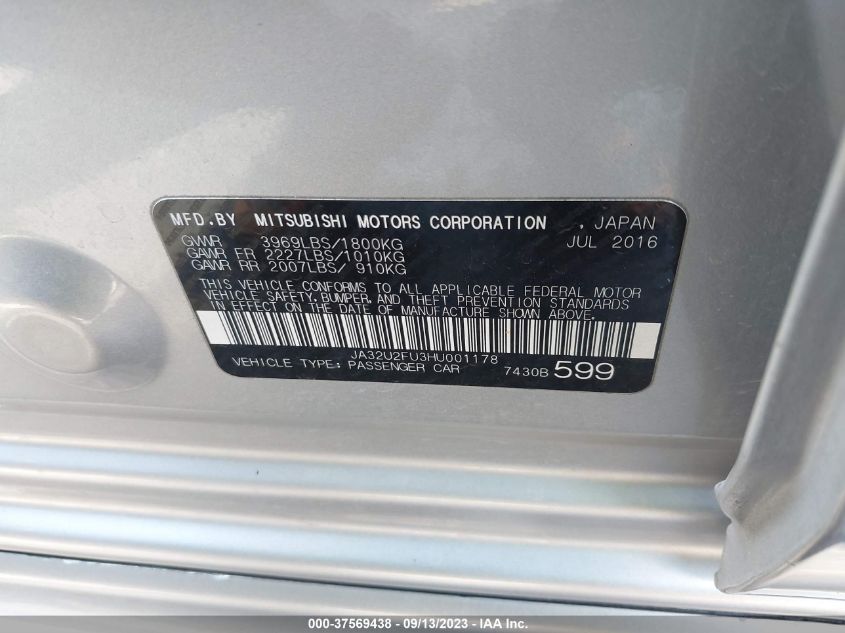 MFD.BY MITSUBISHI MOTORS CORPORATION , JAPAN
GVWR 3969LBS/1800KG JUL 2016
GAWR FR 2227LBS/1010KG
GAWR RR 2007LBS/ 910KG
THIS VEHICLE CONFORMS TO ALL APPLICABLE FEDERAL MOTOR
VEHICLE SAFETY, BUMPER, AND THEFT PREVENTION STANDARDS
IN EFFECT ON THE DATE OF MANUFACTURE SHOWN ABOVE.
JA32U2FU3HU001178
VEHICLE TYPE: PASSENGER CAR 7430B 599
000-37569438 - 09/13/2023 - IAA Inc.